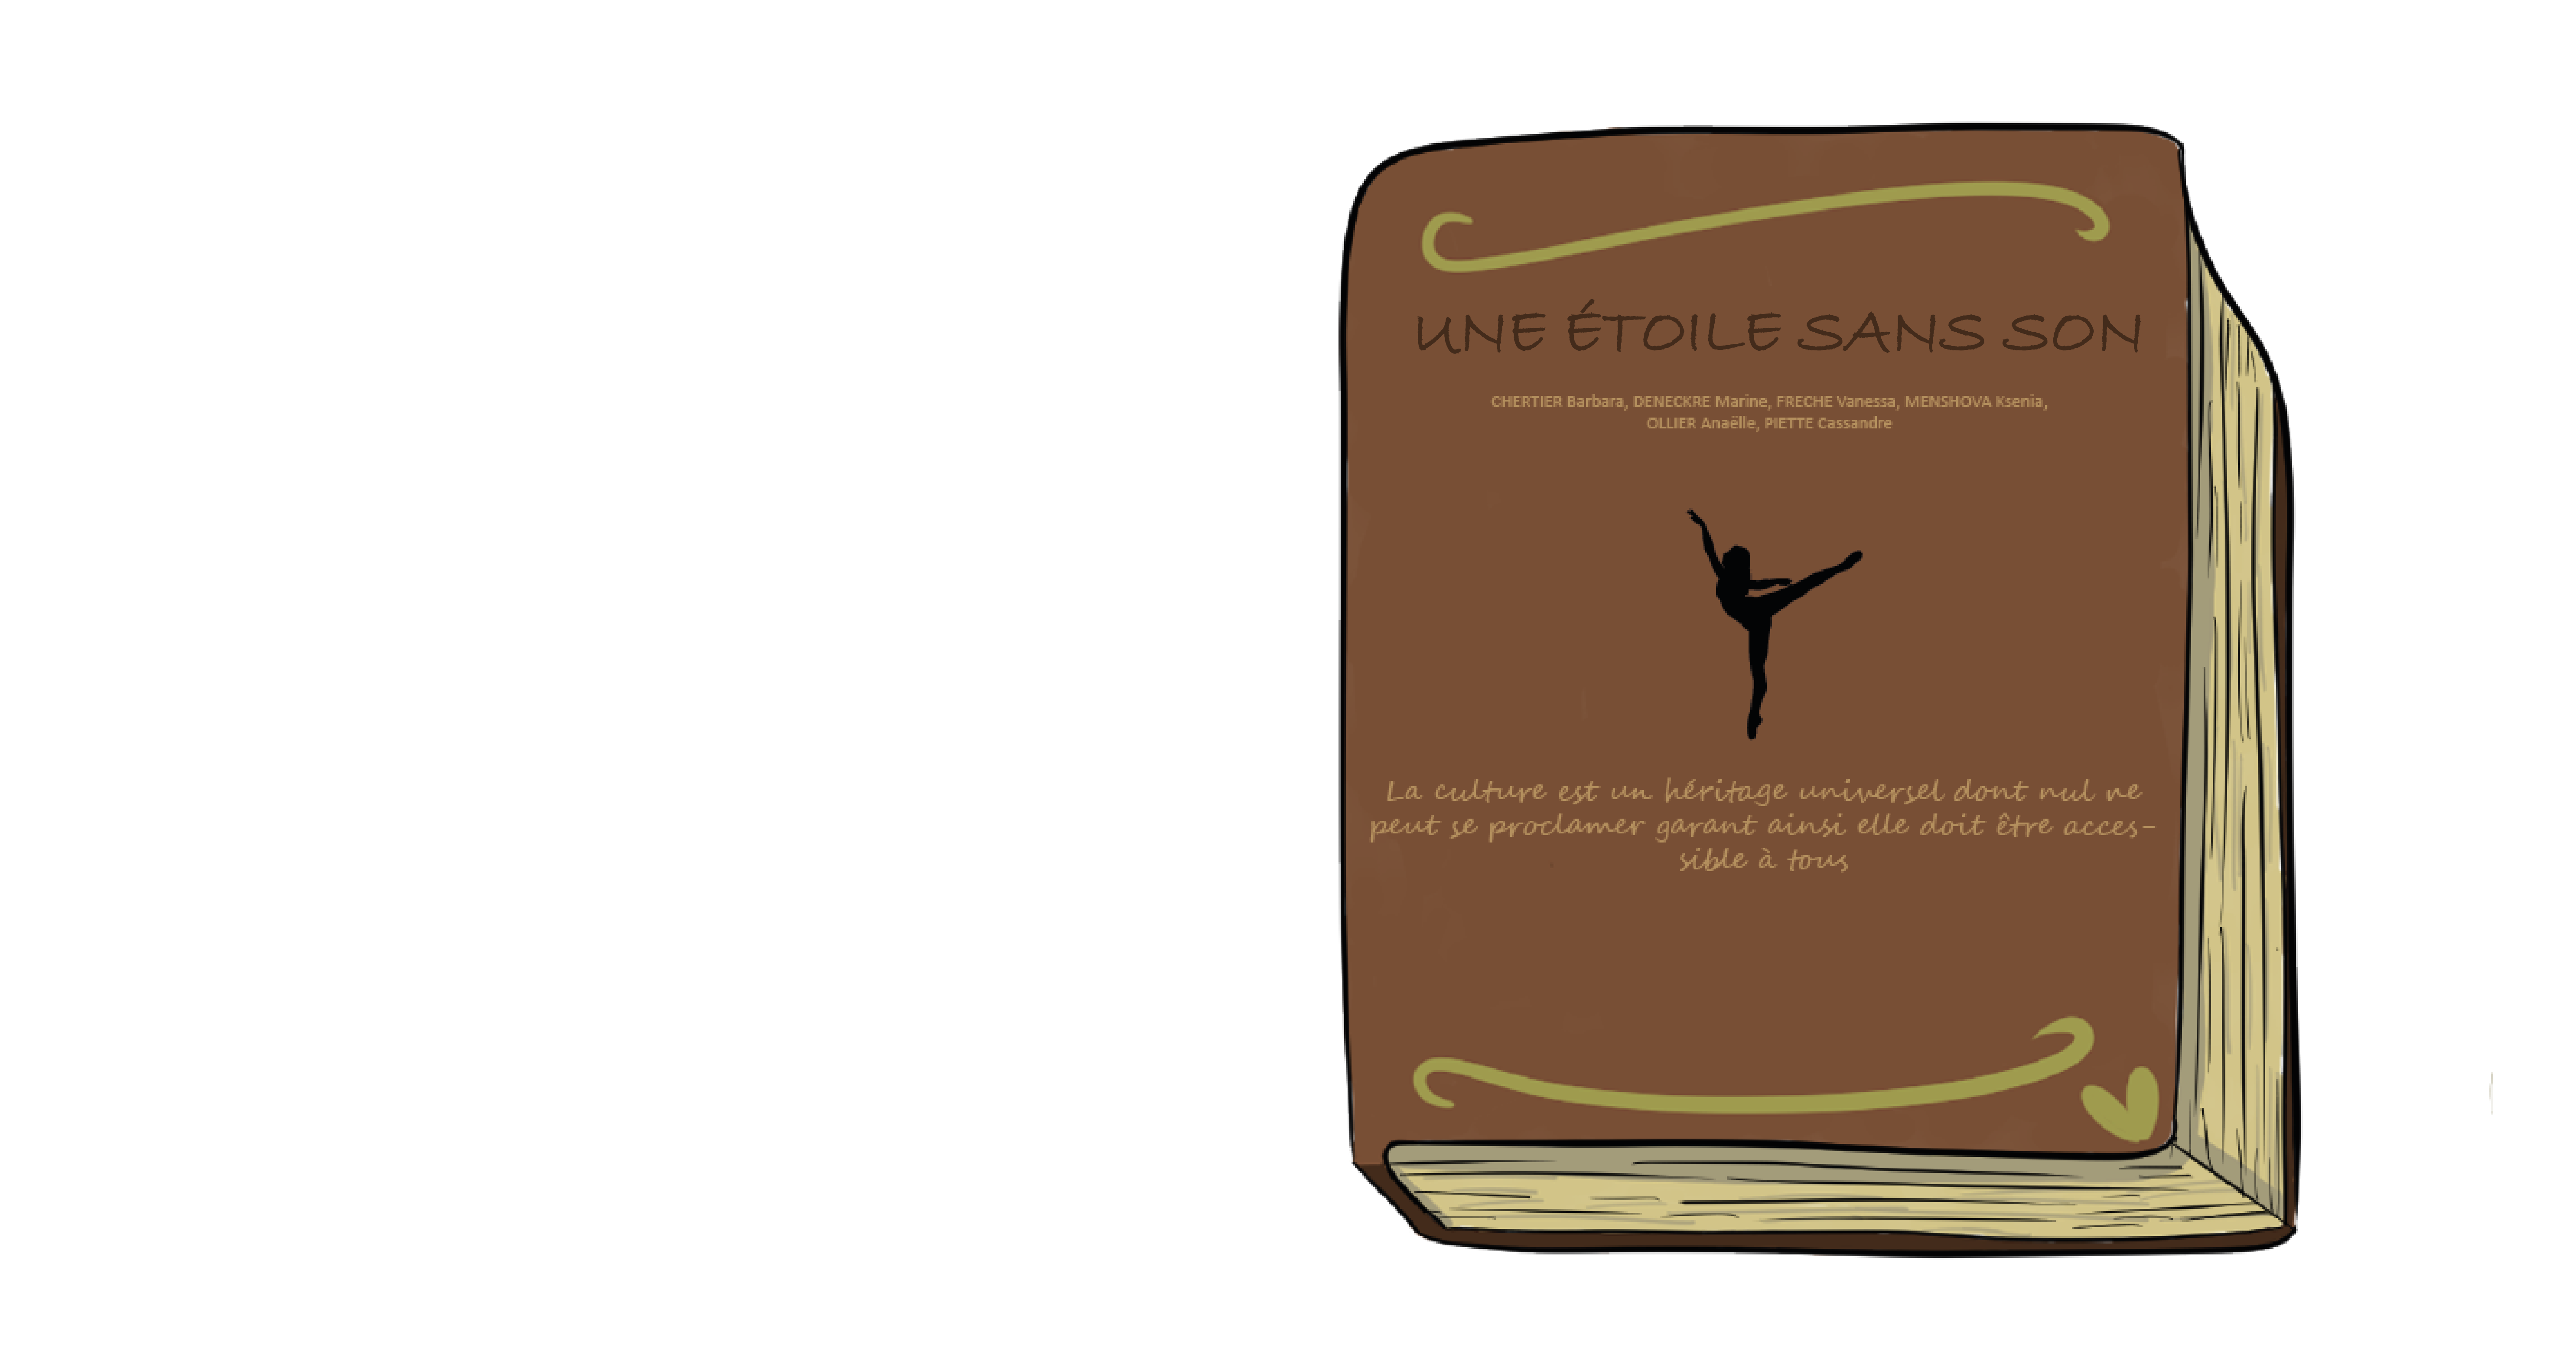 UNE ÉTOILE SANS SON
CHERTIER Barbara, DENECKRE Marine, FRECHE Vanessa, MENSHOVA Ksenia,
OLLIER Anaëlle, PIETTE Cassandre
La culture est un héritage universel dont nul ne
peut se proclamer garant ainsi elle doit être acces-
sible à tous